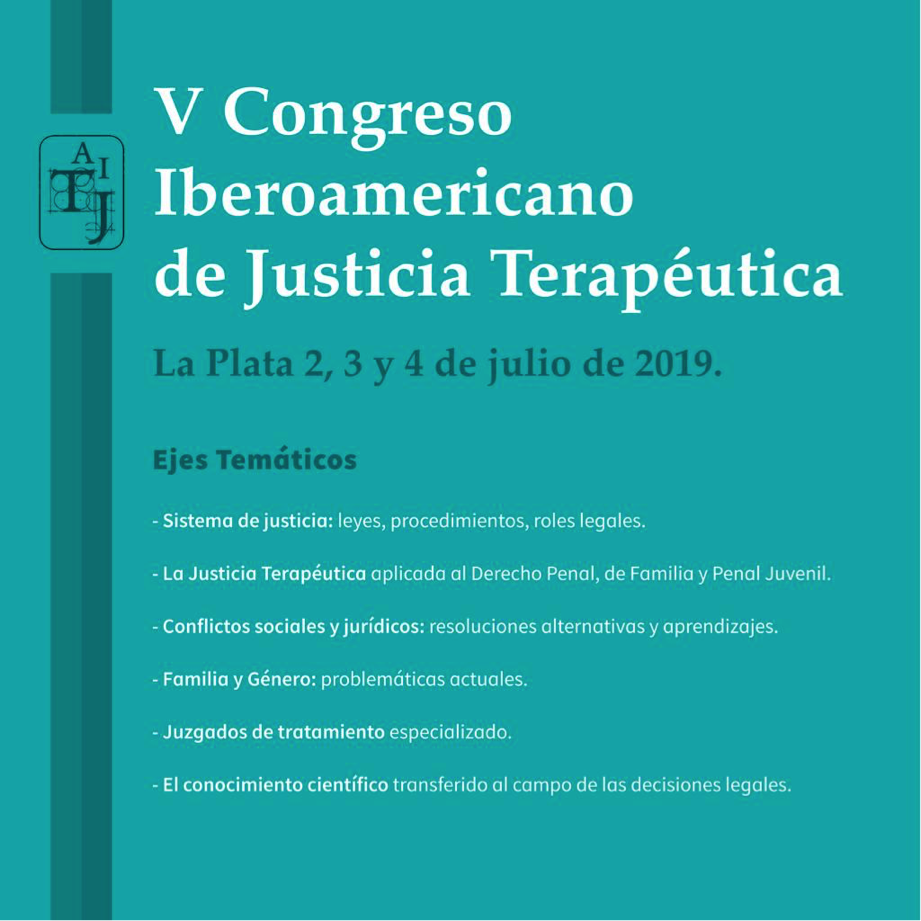 V Congreso
Iberoamericano
de Justicia Terapéutica
A
I
T
J
La Plata 2, 3 y 4 de julio de 2019.
Ejes Temáticos
- Sistema de justicia: leyes, procedimientos, roles legales.
- La Justicia Terapéutica aplicada al Derecho Penal, de Familia y Penal Juvenil.
- Conflictos sociales y jurídicos: resoluciones alternativas y aprendizajes.
- Familia y Género: problemáticas actuales.
- Juzgados de tratamiento especializado.
- El conocimiento científico transferido al campo de las decisiones legales.